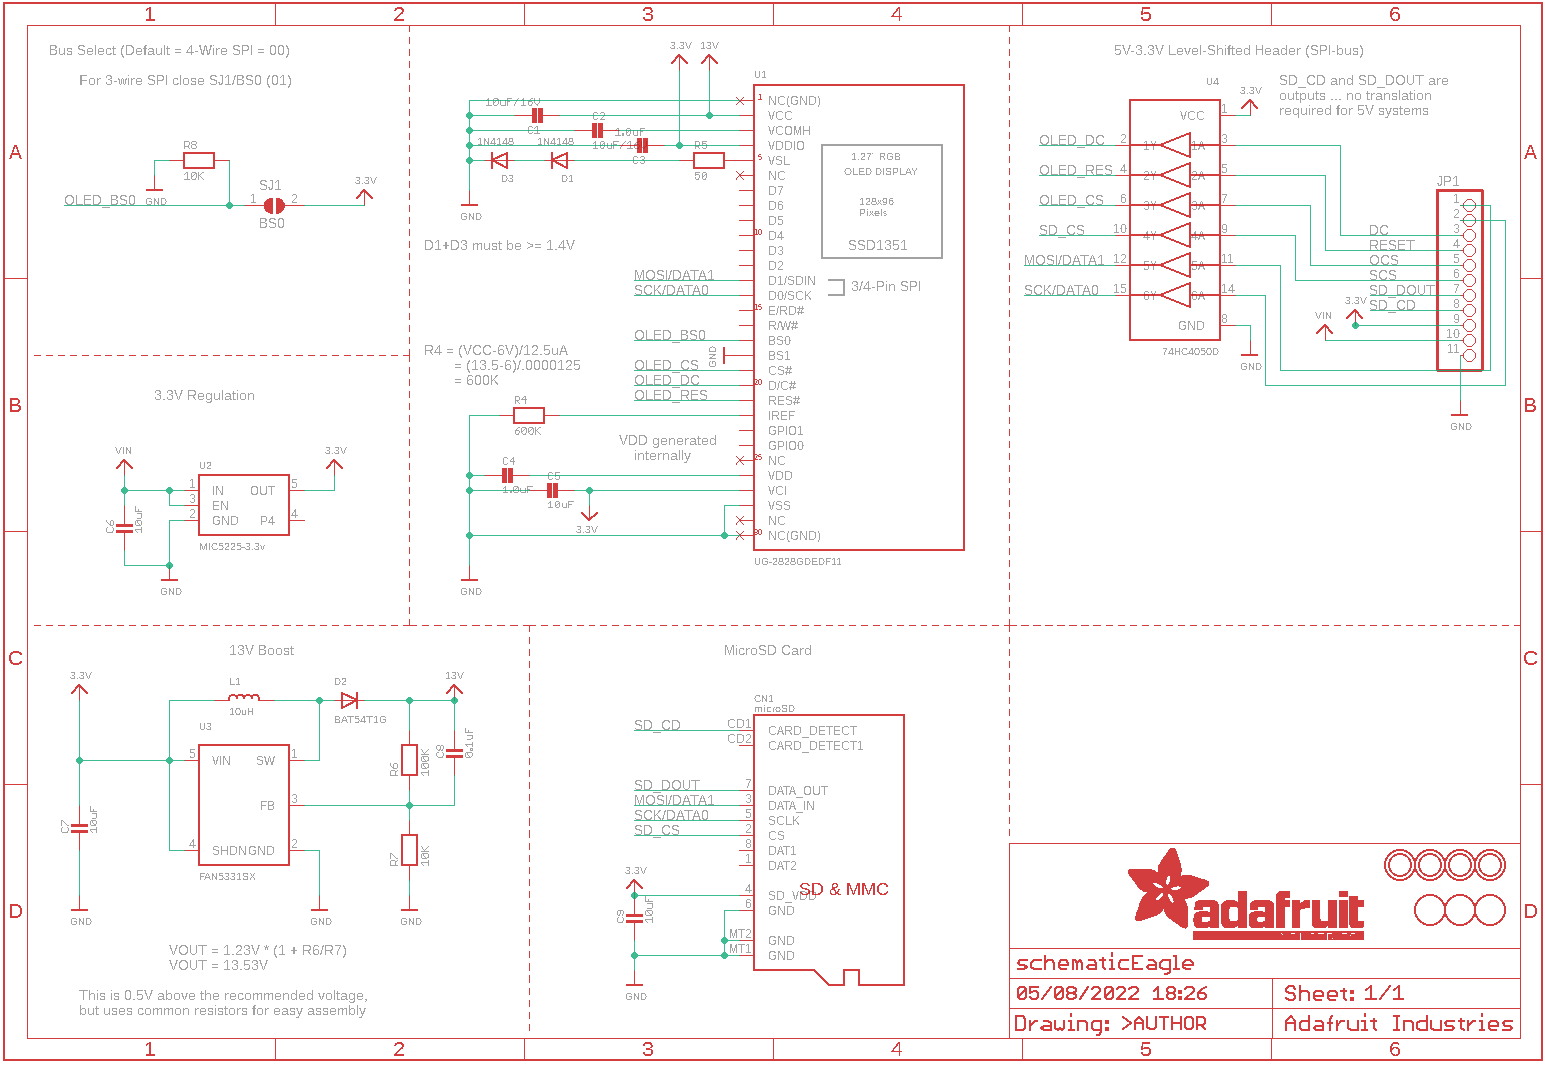 1 2 3 4 5 6
A
B
C
D
Bus Select (Default = 4-Wire SPI = 00)
For 3-wire SPI close SJ1/BS0 (01)
R8
10K
GND
OLED_BS0
SJ1
1 2
BS0
3.3V
3.3V Regulation
VIN
U2
1 IN OUT 5
3 EN
2 GND P4 4
C6
10uF
MIC5225-3.3v
GND
3.3V
3.3V 13V
10uF/16V
C1
C2
1.0uF
10uF/16V
C3
1N4148 1N4148
D3 D1
R5
50
GND
D1+D3 must be >= 1.4V
MOSI/DATA1
SCK/DATA0
OLED_BS0
GND
OLED_CS
OLED_DC
OLED_RES
R4 = (VCC-6V)/12.5uA
= (13.5-6)/.0000125
= 600K
R4
600K
VDD generated
internally
C4
1.0uF
C5
10uF
3.3V
GND
U1
1 NC(GND)
VCC
VCOMH
VDDIO
5 VSL
NC
D7
D6
D5
10 D4
D3
D2
D1/SDIN
D0/SCK
15 E/RD#
R/W#
BS0
BS1
CS#
20 D/C#
RES#
IREF
GPIO1
GPIO0
25 NC
VDD
VCI
VSS
NC
30 NC(GND)
1.27" RGB
OLED DISPLAY
128x96
Pixels
SSD1351
3/4-Pin SPI
UG-2828GDEDF11
5V-3.3V Level-Shifted Header (SPI-bus)
SD_CD and SD_DOUT are
outputs ... no translation
required for 5V systems
U4
3.3V
VCC 1
OLED_DC 2 1Y 1A 3
OLED_RES 4 2Y 2A 5
OLED_CS 6 3Y 3A 7
SD_CS 10 4Y 4A 9
MOSI/DATA1 12 5Y 5A 11
SCK/DATA0 15 6Y 6A 14
GND 8
74HC4050D
GND
JP1
1
2
DC 3
RESET 4
OCS 5
SCS 6
SD_DOUT 7
SD_CD 8
3.3V 9
VIN 10
11
GND
13V Boost
3.3V
L1
10uH
D2
BAT54T1G
13V
U3
5 VIN SW 1
FB 3
4 SHDN GND 2
FAN5331SX
C7
10uF
R6
100K
C8
0.1uF
R7
10K
GND GND GND
VOUT = 1.23V * (1 + R6/R7)
VOUT = 13.53V
This is 0.5V above the recommended voltage,
but uses common resistors for easy assembly
MicroSD Card
CN1
microSD
SD_CD CD1 CARD_DETECT
CD2 CARD_DETECT1
SD_DOUT 7 DATA_OUT
MOSI/DATA1 3 DATA_IN
SCK/DATA0 5 SCLK
SD_CS 2 CS
8 DAT1
1 DAT2
3.3V
4 SD_VDD
SD & MMC
6 GND
C9
10uF
MT2 GND
MT1 GND
GND
adafruit
schematicEagle
05/08/2022 18:26
Sheet: 1/1
Drawing: >AUTHOR
Adafruit Industries
A
B
C
D
1 2 3 4 5 6